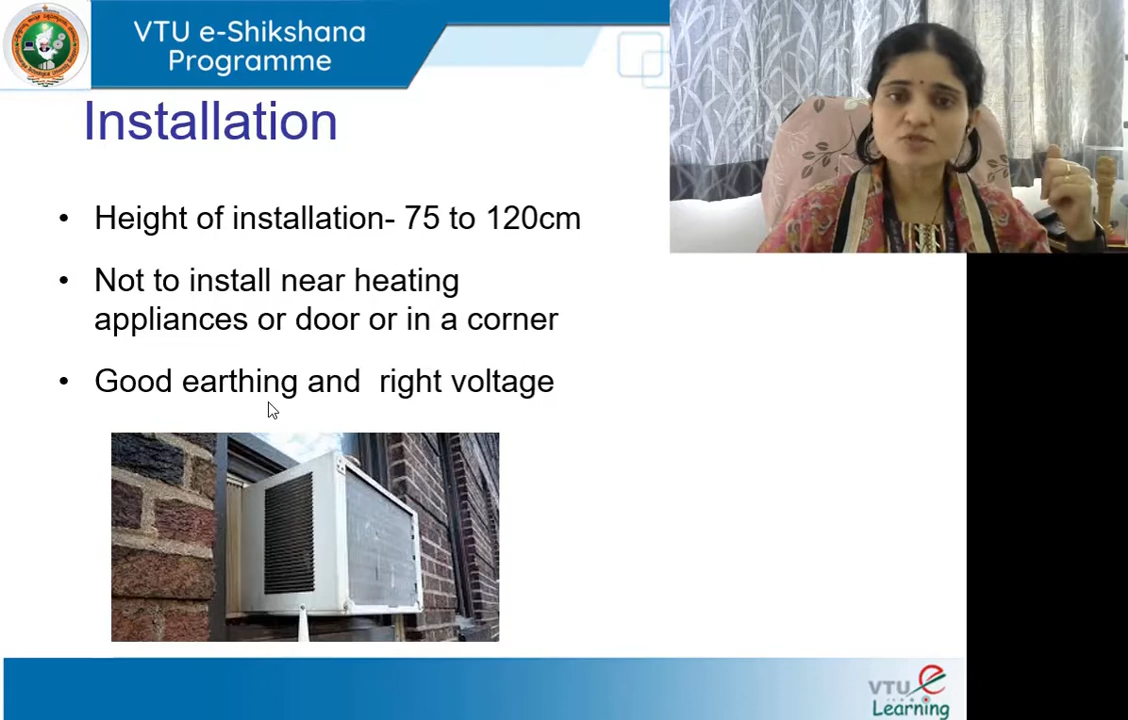 VTU e-Shikshana
Programme
Installation
• Height of installation- 75 to 120cm
• Not to install near heating
appliances or door or in a corner
• Good earthing and  right voltage
VTU e
Learning